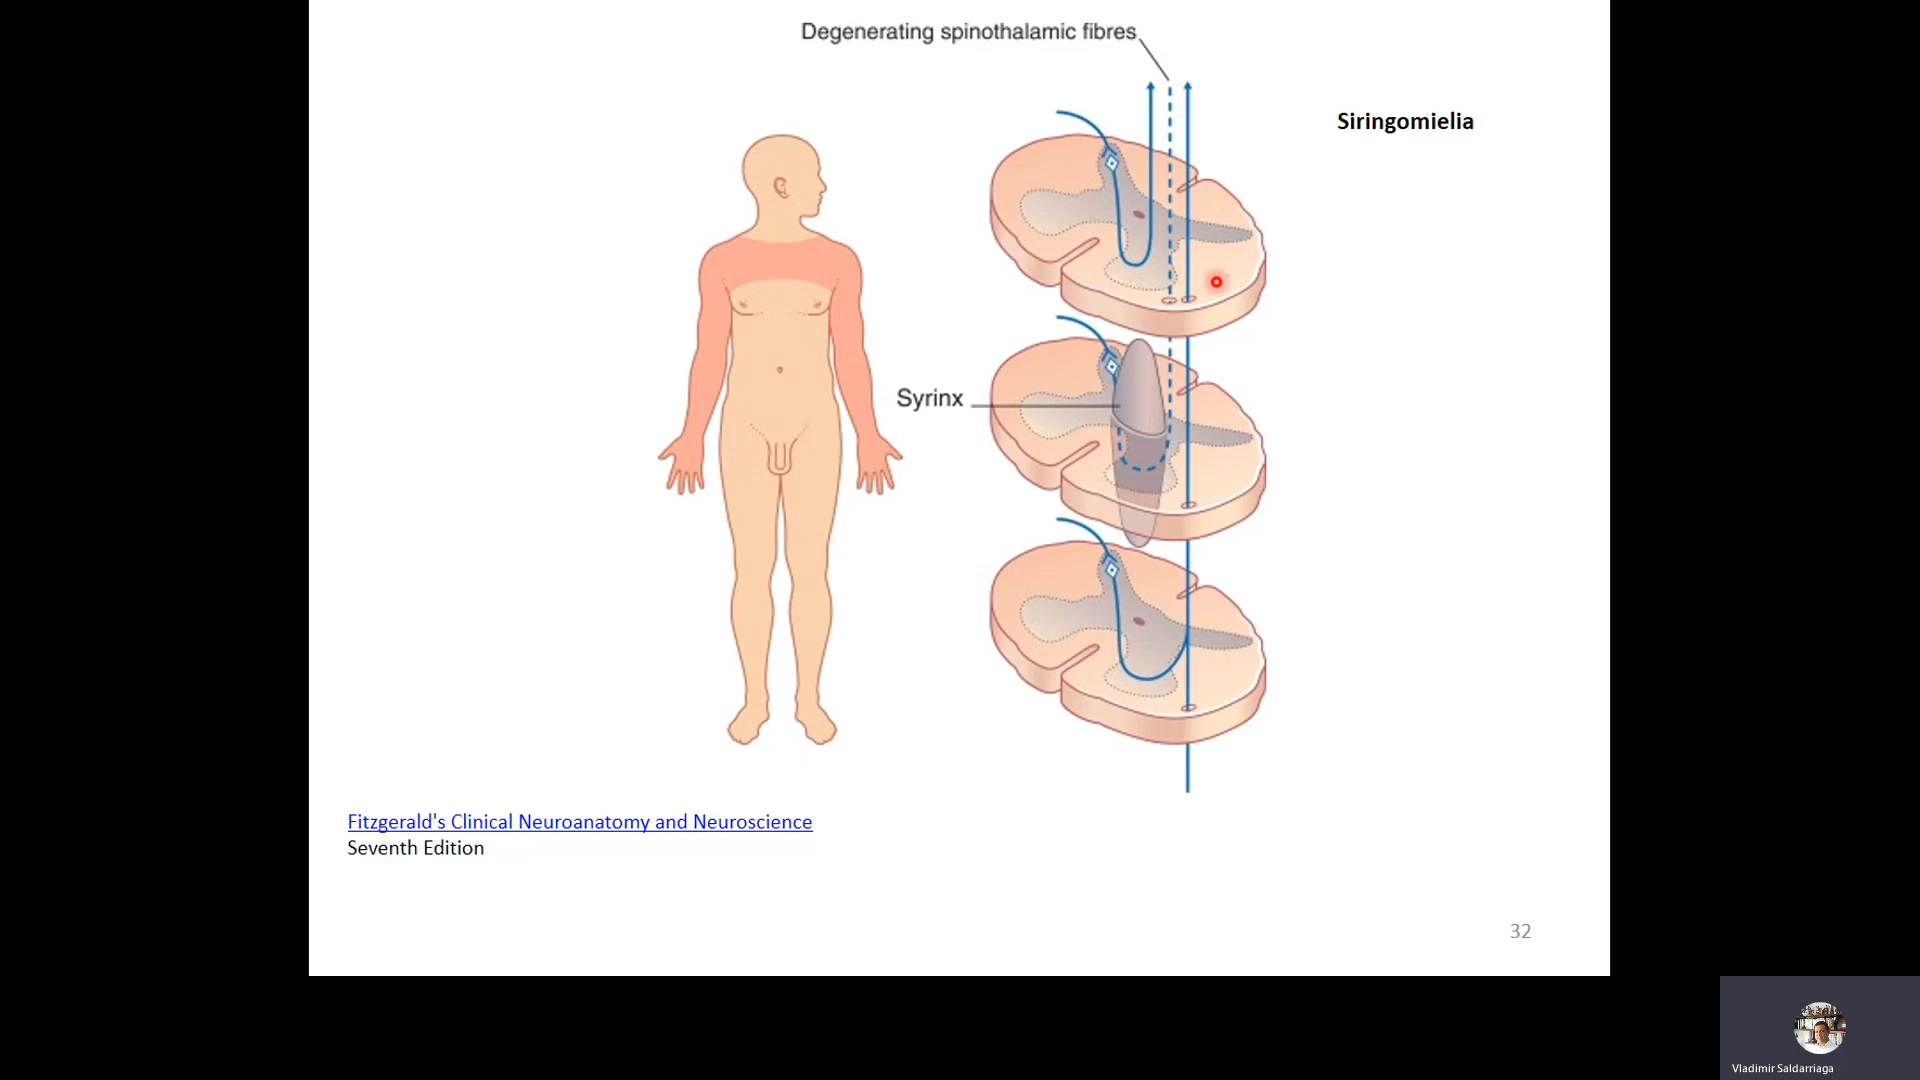 Degenerating spinothalamic fibres
Siringomielia
Syrinx
Fitzgerald's Clinical Neuroanatomy and Neuroscience
Seventh Edition
32
Vladimir Saldarriaga